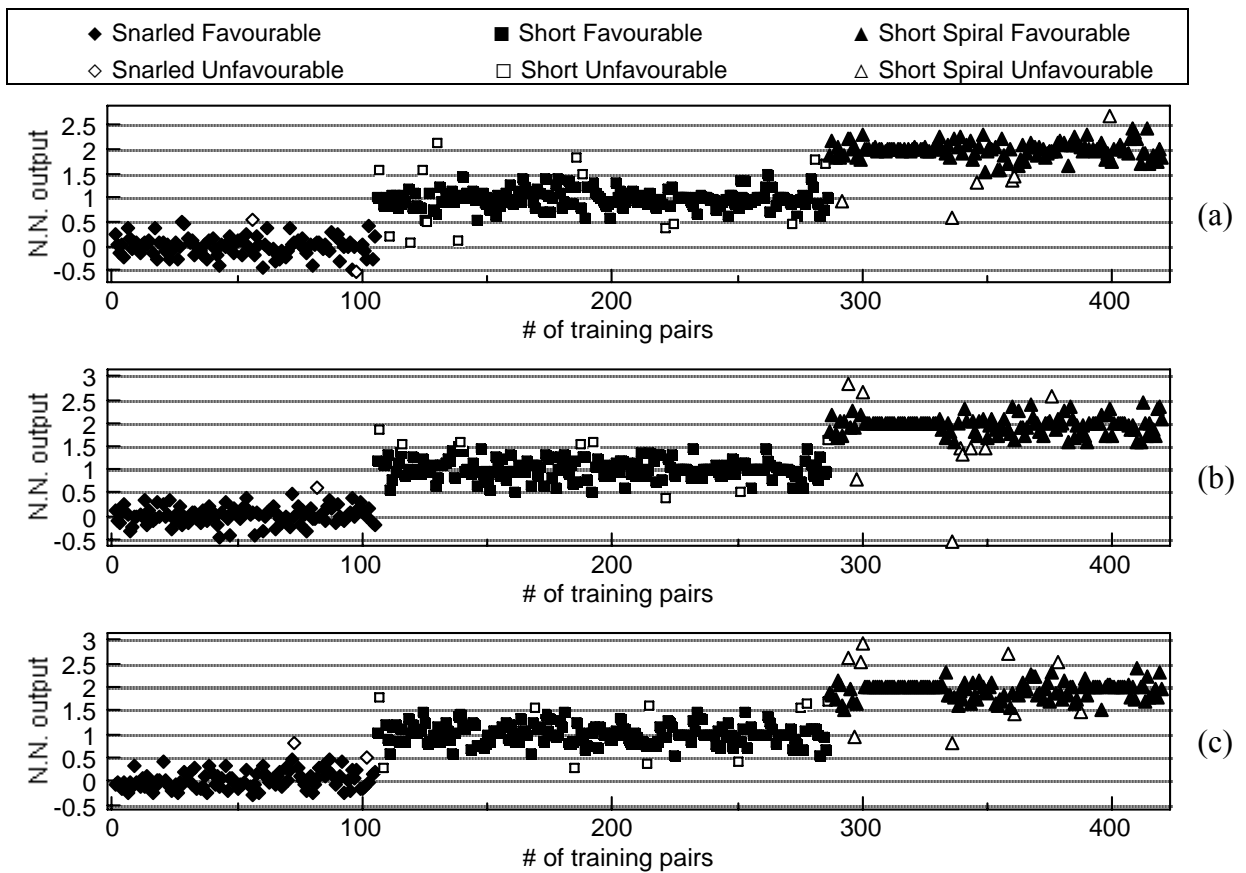 Snarled Favourable Short Favourable Short Spiral Favourable
Snarled Unfavourable Short Unfavourable Short Spiral Unfavourable
N.N. output
2.5
2
1.5
1
0.5
0
-0.5
0 100 200 300 400
# of training pairs
(a)
N.N. output
3
2.5
2
1.5
1
0.5
0
-0.5
0 100 200 300 400
# of training pairs
(b)
N.N. output
3
2.5
2
1.5
1
0.5
0
-0.5
0 100 200 300 400
# of training pairs
(c)